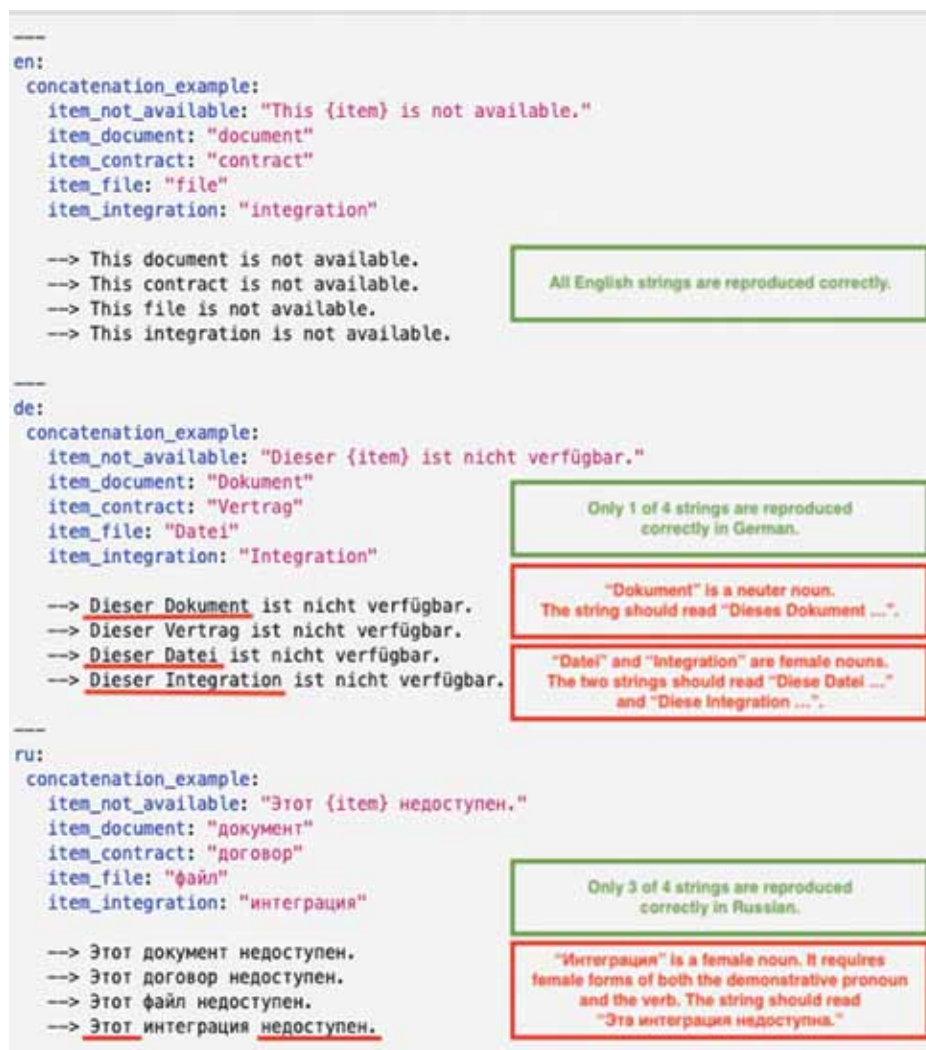 ---
en:
concatenation_example:
item_not_available: "This {item} is not available."
item_document: "document"
item_contract: "contract"
item_file: "file"
item_integration: "integration"
--> This document is not available.
--> This contract is not available.
--> This file is not available.
--> This integration is not available.
All English strings are reproduced correctly.
---
de:
concatenation_example:
item_not_available: "Dieser {item} ist nicht verfügbar."
item_document: "Dokument"
item_contract: "Vertrag"
item_file: "Datei"
item_integration: "Integration"
Only 1 of 4 strings are reproduced
correctly in German.
--> Dieser Dokument ist nicht verfügbar.
--> Dieser Vertrag ist nicht verfügbar.
--> Dieser Datei ist nicht verfügbar.
--> Dieser Integration ist nicht verfügbar.
"Dokument" is a neuter noun.
The string should read "Dieses Dokument ...".
"Datei" and "Integration" are female nouns.
The two strings should read "Diese Datei ..."
and "Diese Integration ...".
---
ru:
concatenation_example:
item_not_available: "Этот {item} недоступен."
item_document: "документ"
item_contract: "договор"
item_file: "файл"
item_integration: "интеграция"
Only 3 of 4 strings are reproduced
correctly in Russian.
--> Этот документ недоступен.
--> Этот договор недоступен.
--> Этот файл недоступен.
--> Этот интеграция недоступен.
"Интеграция" is a female noun. It requires
female forms of both the demonstrative pronoun
and the verb. The string should read
"Эта интеграция недоступна."